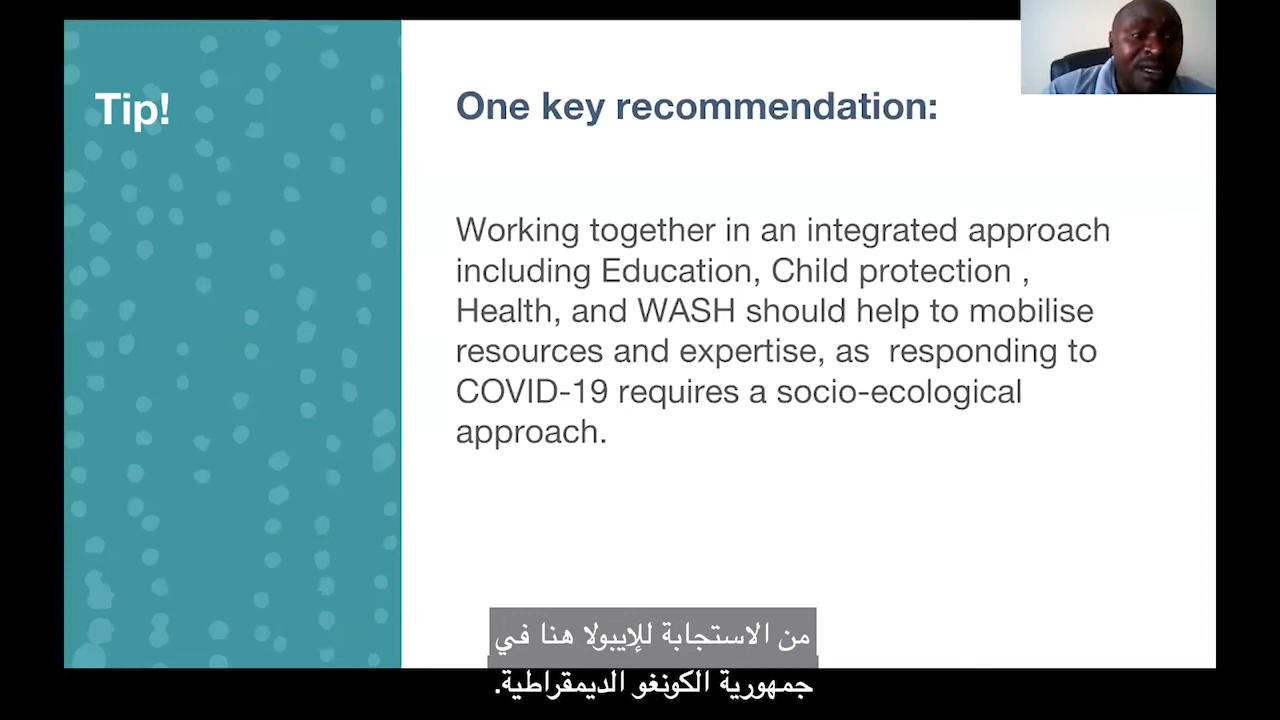 Tip!
One key recommendation:
Working together in an integrated approach
including Education, Child protection ,
Health, and WASH should help to mobilise
resources and expertise, as  responding to
COVID-19 requires a socio-ecological
approach.
من الاستجابة للإيبولا هنا في
جمهورية الكونغو الديمقراطية.